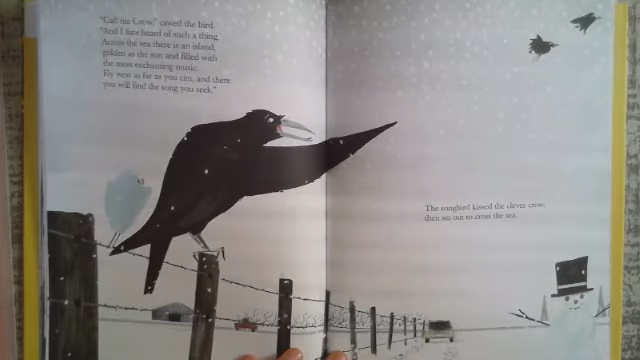 "Call me Crow," cawed the bird.
"And I have heard of such a thing.
Across the sea there is an island,
golden as the sun and filled with
the most enchanting music.
Fly west as far as you can, and there
you will find the song you seek."
The songbird kissed the clever crow,
then set out to cross the sea.